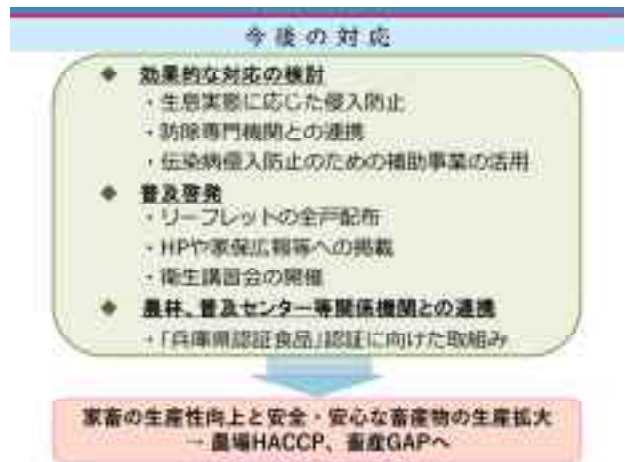 今後の対応
◆ 効果的な対応の検討
・生息実態に応じた侵入防止
・防除専門機関との連携
・伝染病侵入防止のための補助事業の活用
◆ 普及啓発
・リーフレットの全戸配布
・HPや家保広報等への掲載
・衛生講習会の開催
◆ 農林、普及センター等関係機関との連携
・「兵庫県認証食品」認証に向けた取組み
家畜の生産性向上と安全・安心な畜産物の生産拡大
→ 農場HACCP、畜産GAPへ